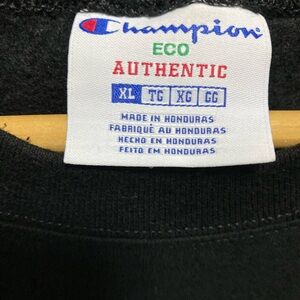 Champion
ECO
AUTHENTIC
XL TG XG GG
MADE IN HONDURAS
FABRIQUÉ AU HONDURAS
HECHO EN HONDURAS
FEITO EM HONDURAS